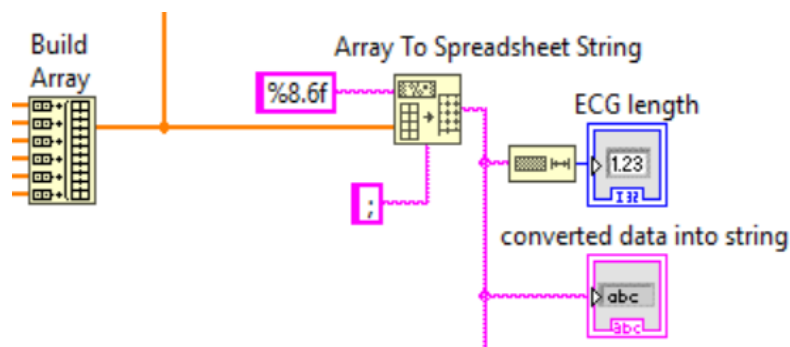 Build
Array
Array To Spreadsheet String
%8.6f
;
ECG length
1.23
I32
converted data into string
abc
abc